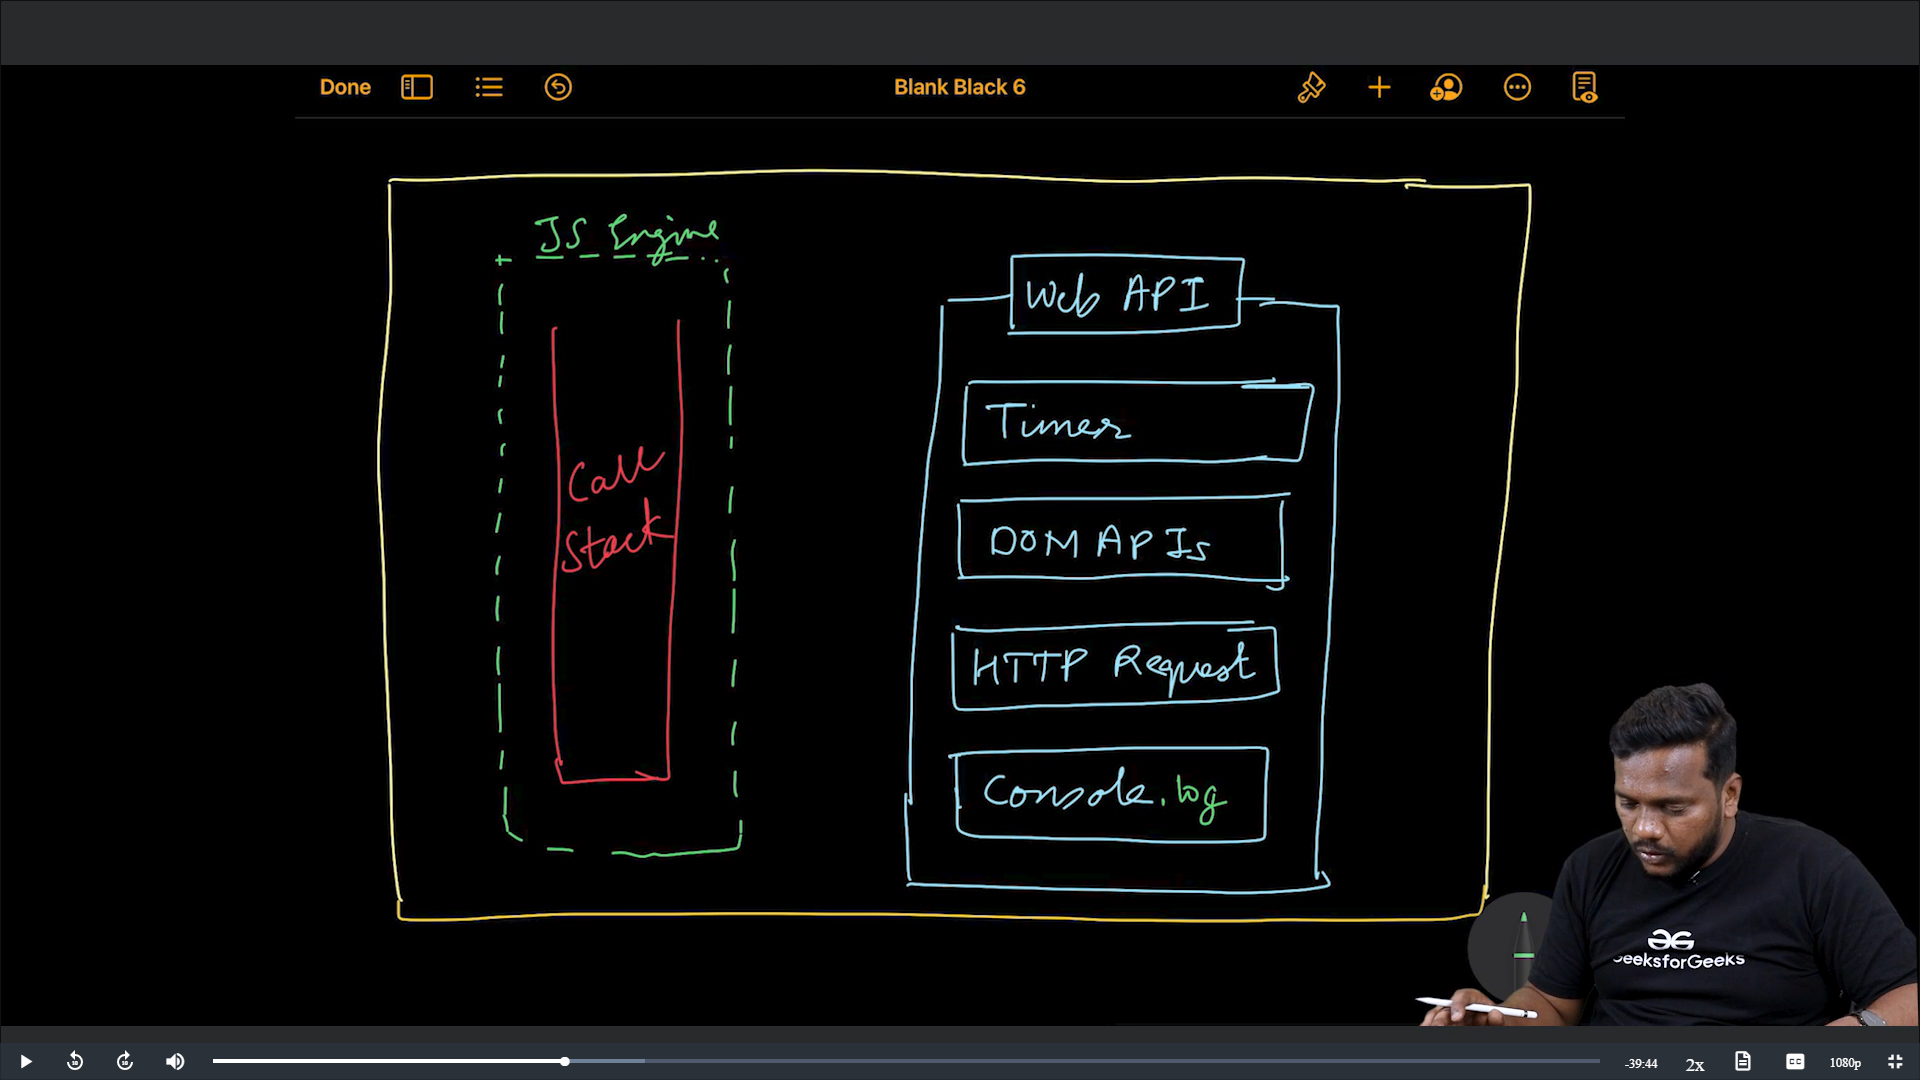 Done
Blank Black 6
JS Engine
Call
Stack
Web API
Timer
DOM APIs
HTTP Request
Console.log
GeeksforGeeks
-39:44
2x
CC
1080p